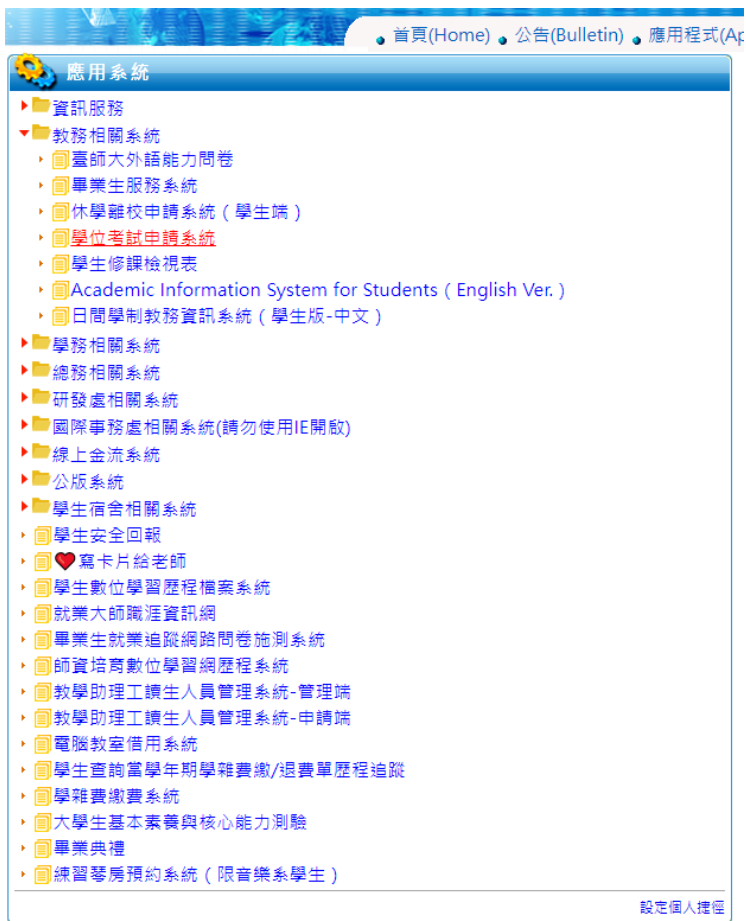 首頁(Home) 公告(Bulletin) 應用程式(Ap
應用系統
資訊服務
教務相關系統
臺師大外語能力問卷
畢業生服務系統
休學離校申請系統 ( 學生端 )
學位考試申請系統
學生修課檢視表
Academic Information System for Students ( English Ver. )
日間學制教務資訊系統 ( 學生版-中文 )
學務相關系統
總務相關系統
研發處相關系統
國際事務處相關系統(請勿使用IE開啟)
線上金流系統
公版系統
學生宿舍相關系統
學生安全回報
寫卡片給老師
學生數位學習歷程檔案系統
就業大師職涯資訊網
畢業生就業追蹤網路問卷施測系統
師資培育數位學習網歷程系統
教學助理工讀生人員管理系統-管理端
教學助理工讀生人員管理系統-申請端
電腦教室借用系統
學生查詢當學年期學雜費繳/退費單歷程追蹤
學雜費繳費系統
大學生基本素養與核心能力測驗
畢業典禮
練習琴房預約系統 ( 限音樂系學生 )
設定個人捷徑